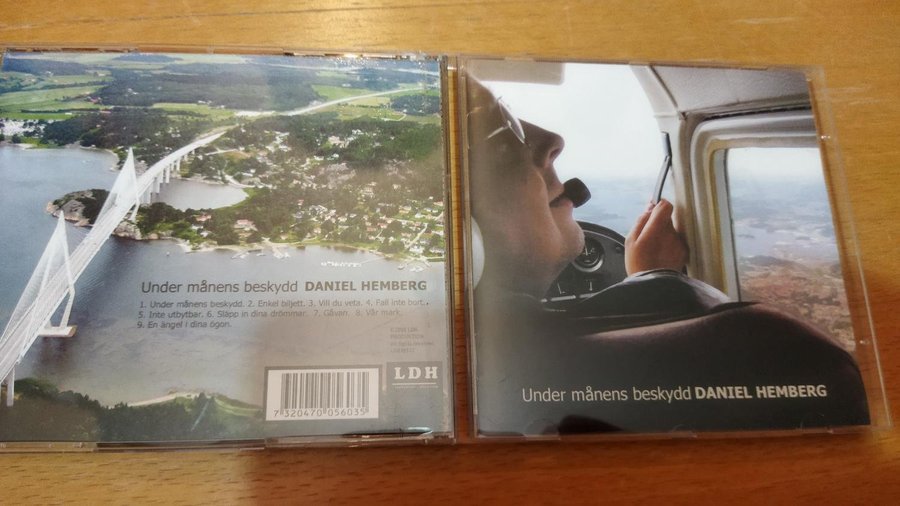 Under månens beskydd DANIEL HEMBERG
1. Under månens beskydd. 2. Enkel biljett. 3. Vill du veta. 4. Fall inte bort.
5. Inte utbytbar. 6. Släpp in dina drömmar. 7. Gåvan. 8. Vår mark.
9. En ängel i dina ögon.
PRODUKTION
LDH
7 320470 056035
Under månens beskydd DANIEL HEMBERG